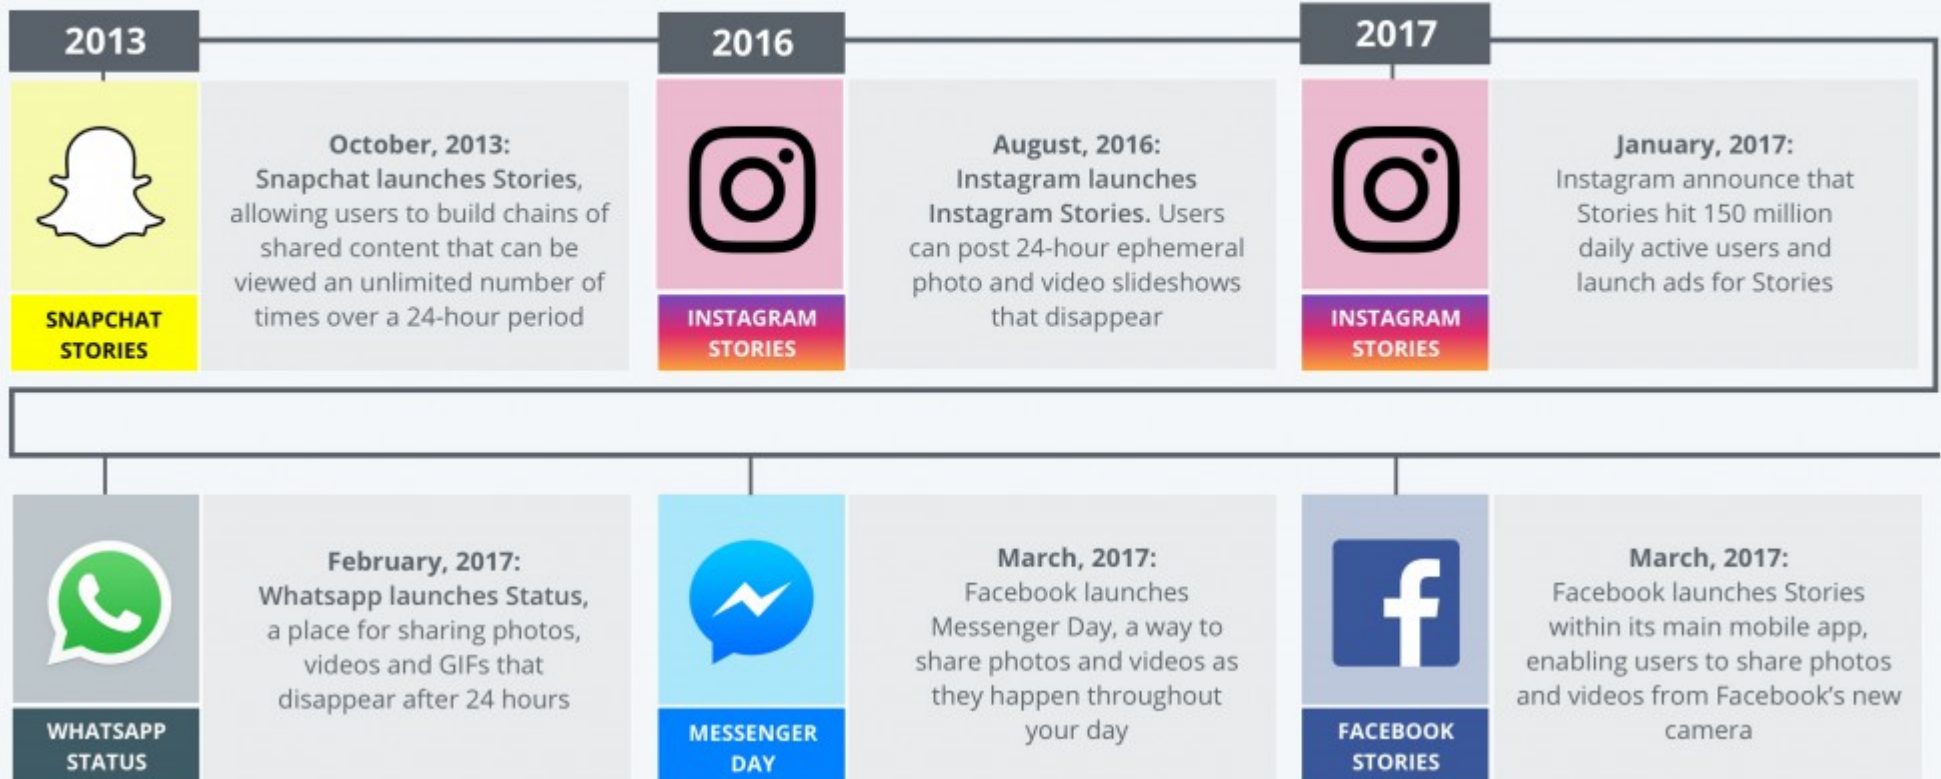 2013
2016
2017
SNAPCHAT
STORIES
October, 2013:
Snapchat launches Stories,
allowing users to build chains of
shared content that can be
viewed an unlimited number of
times over a 24-hour period
INSTAGRAM
STORIES
August, 2016:
Instagram launches
Instagram Stories. Users
can post 24-hour ephemeral
photo and video slideshows
that disappear
INSTAGRAM
STORIES
January, 2017:
Instagram announce that
Stories hit 150 million
daily active users and
launch ads for Stories
WHATSAPP
STATUS
February, 2017:
Whatsapp launches Status,
a place for sharing photos,
videos and GIFs that
disappear after 24 hours
MESSENGER
DAY
March, 2017:
Facebook launches
Messenger Day, a way to
share photos and videos as
they happen throughout
your day
FACEBOOK
STORIES
March, 2017:
Facebook launches Stories
within its main mobile app,
enabling users to share photos
and videos from Facebook's new
camera